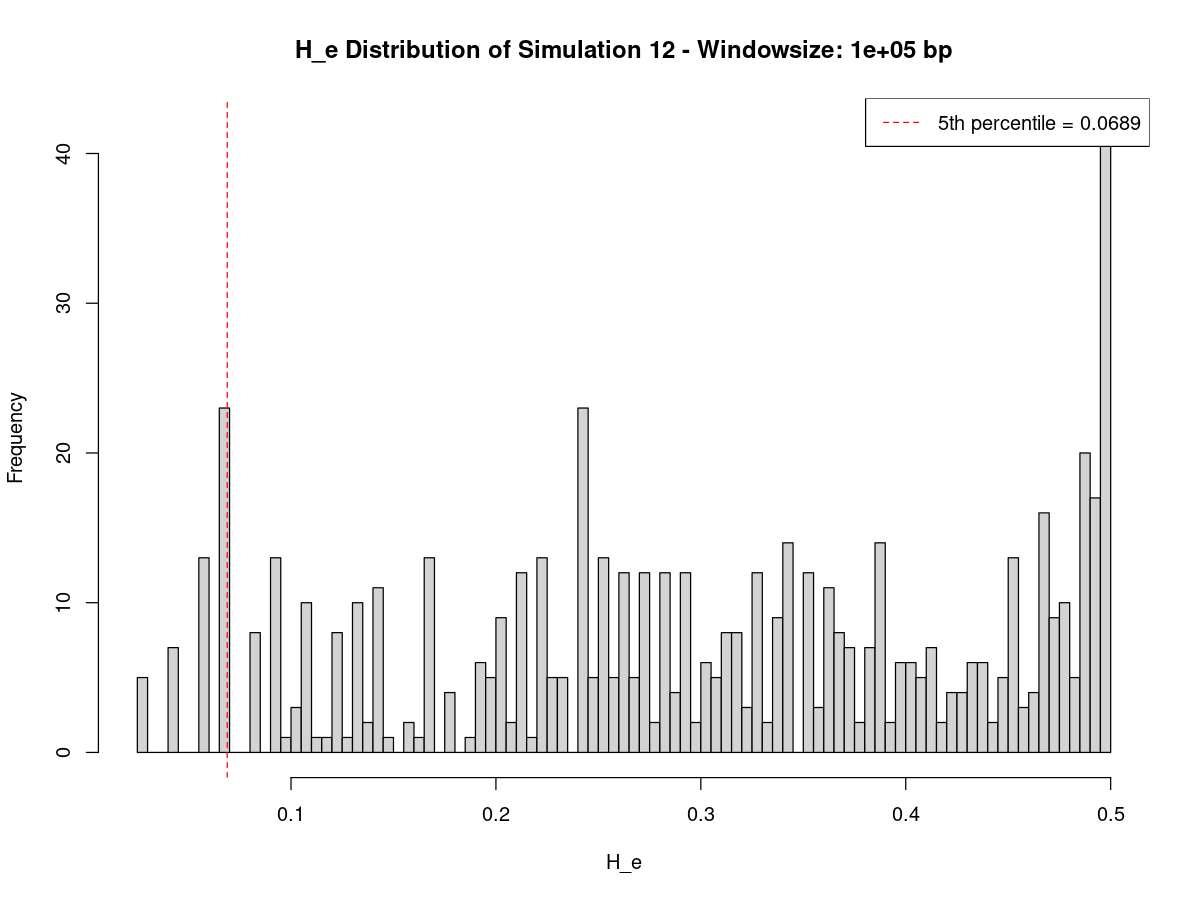 H_e Distribution of Simulation 12 - Windowsize: 1e+05 bp
5th percentile = 0.0689
Frequency
40
30
20
10
0
0.1 0.2 0.3 0.4 0.5
H_e